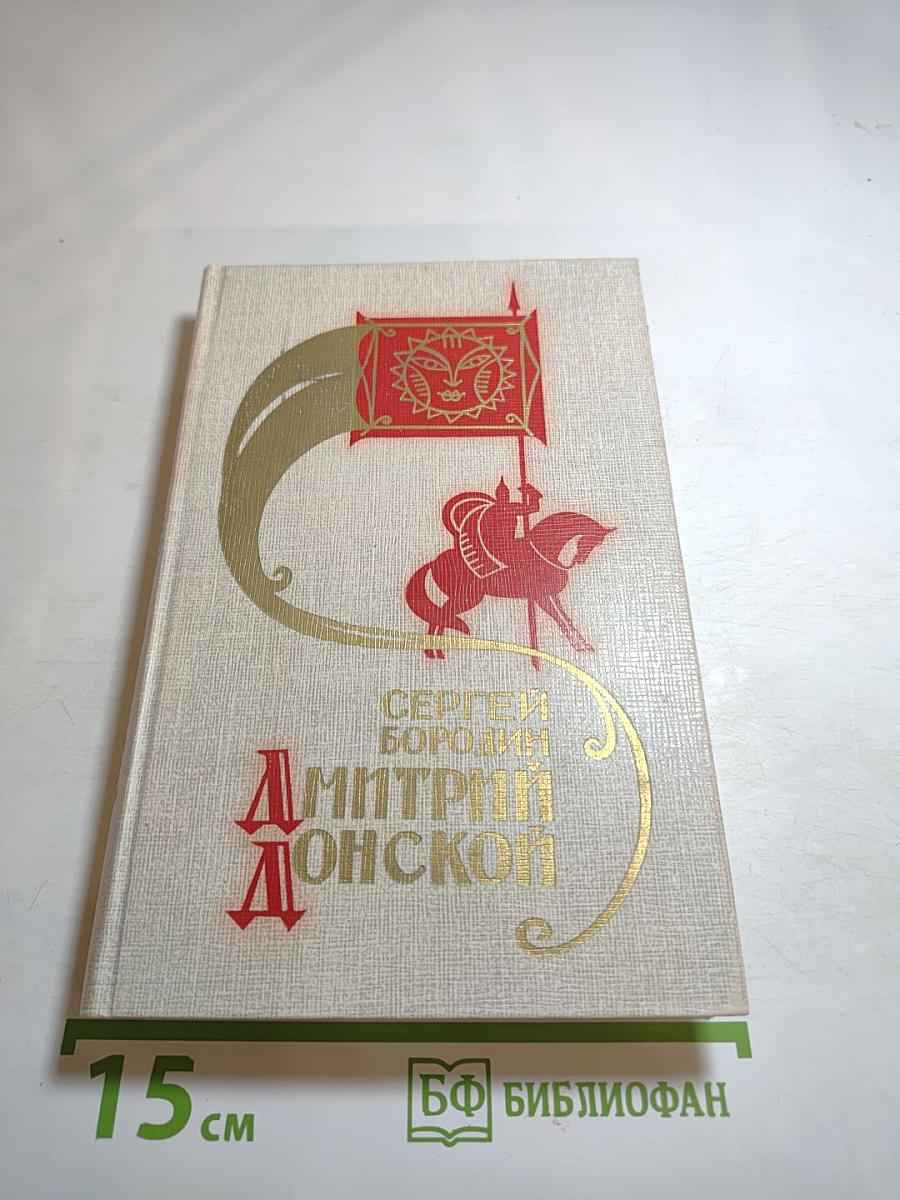 СЕРГЕЙ
БОРОДИН
ДМИТРИЙ
ДОНСКОЙ
15 см
БФ БИБЛИОФАН